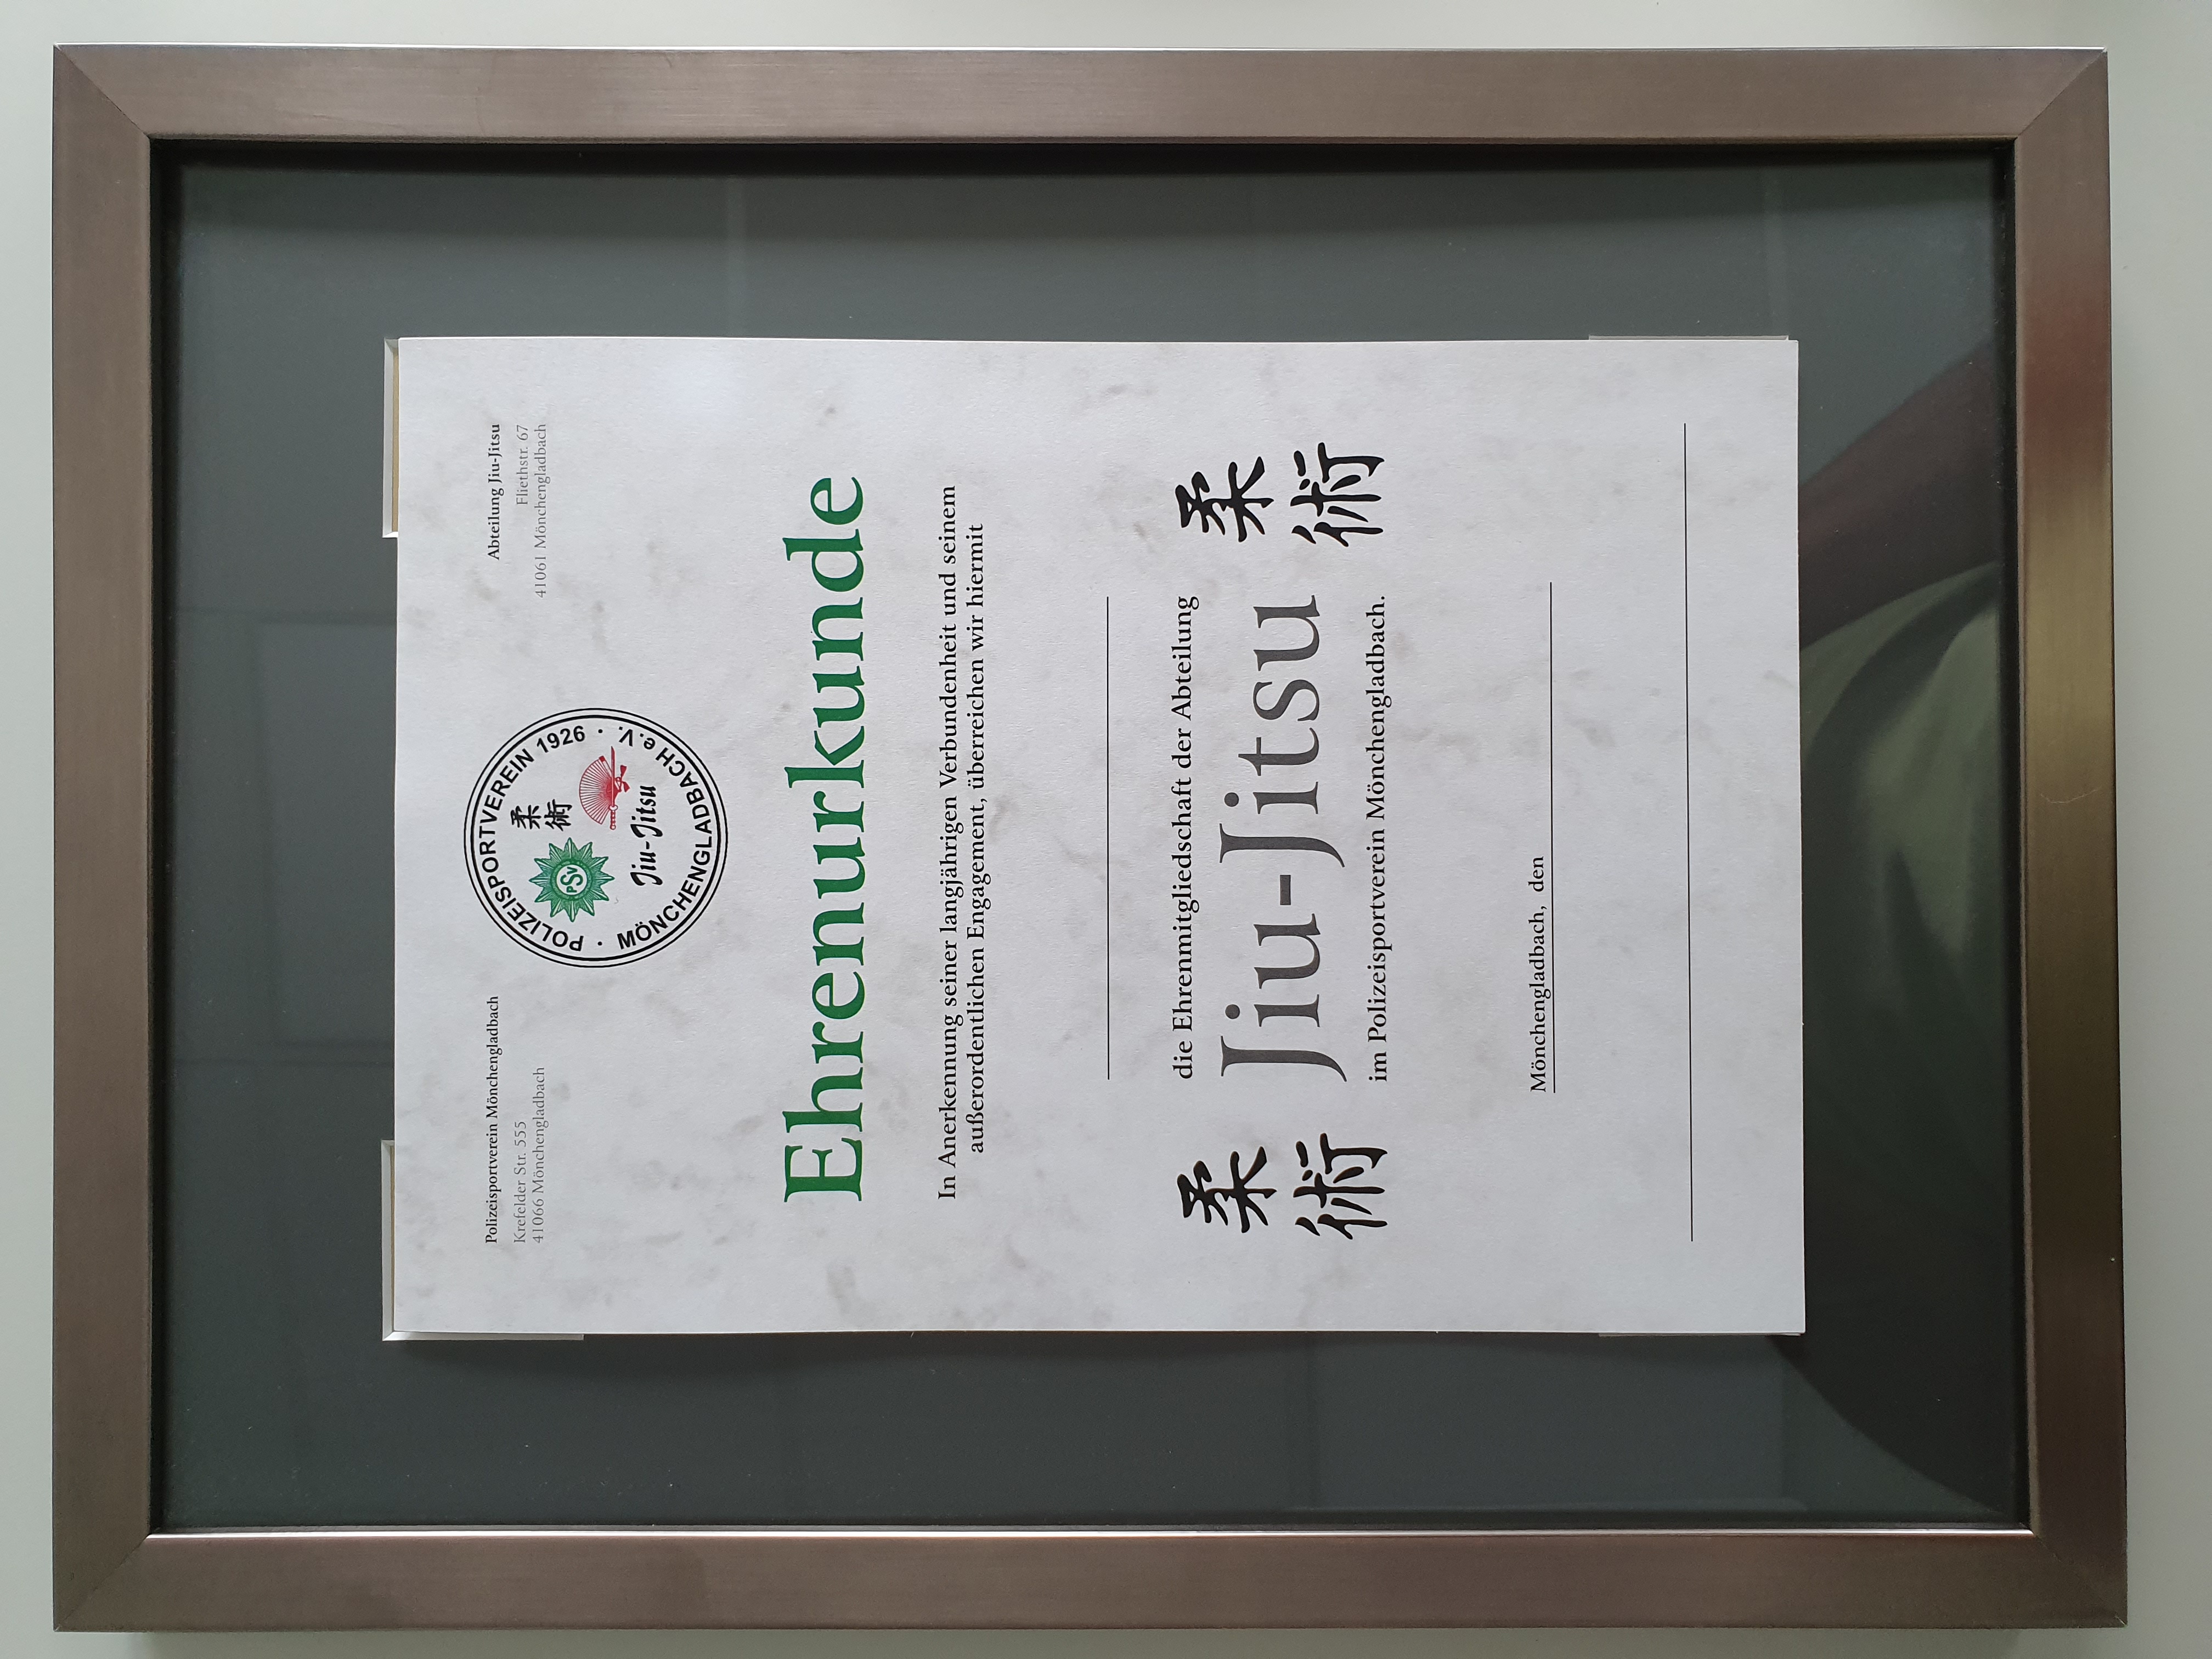 Polizeisportverein Mönchengladbach
Krefelder Str. 555
41066 Mönchengladbach
POLIZEISPORTVEREIN 1926
柔
術
PSV
Jiu-Jitsu
MÖNCHENGLADBACH e.V.
Abteilung Jiu-Jitsu
Fliethstr. 67
41061 Mönchengladbach
Ehrenurkunde
In Anerkennung seiner langjährigen Verbundenheit und seinem
außerordentlichen Engagement, überreichen wir hiermit
柔
術
die Ehrenmitgliedschaft der Abteilung
Jiu-Jitsu
im Polizeisportverein Mönchengladbach.
柔
術
Mönchengladbach, den